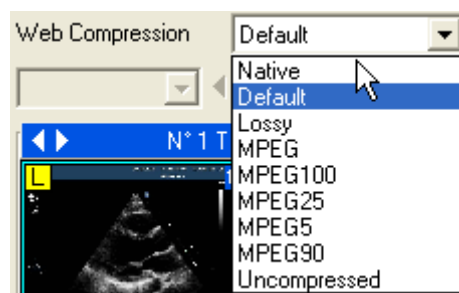 Web Compression Default
Native
Default
Lossy
N° 1 T
MPEG
L
MPEG100
MPEG25
MPEG5
MPEG90
Uncompressed